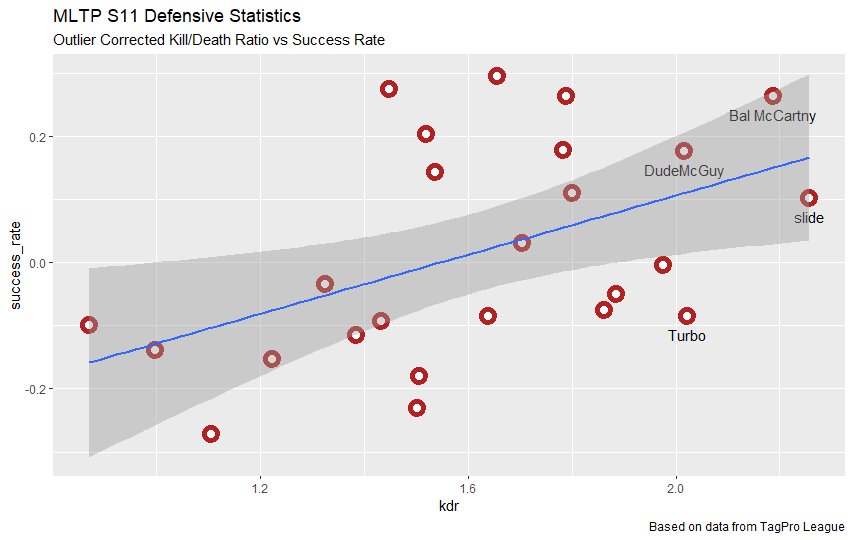 MLTP S11 Defensive Statistics
Outlier Corrected Kill/Death Ratio vs Success Rate
success_rate
0.2
0.0
-0.2
Bal McCartny
DudeMcGuy
slide
Turbo
1.2
1.6
2.0
kdr
Based on data from TagPro League